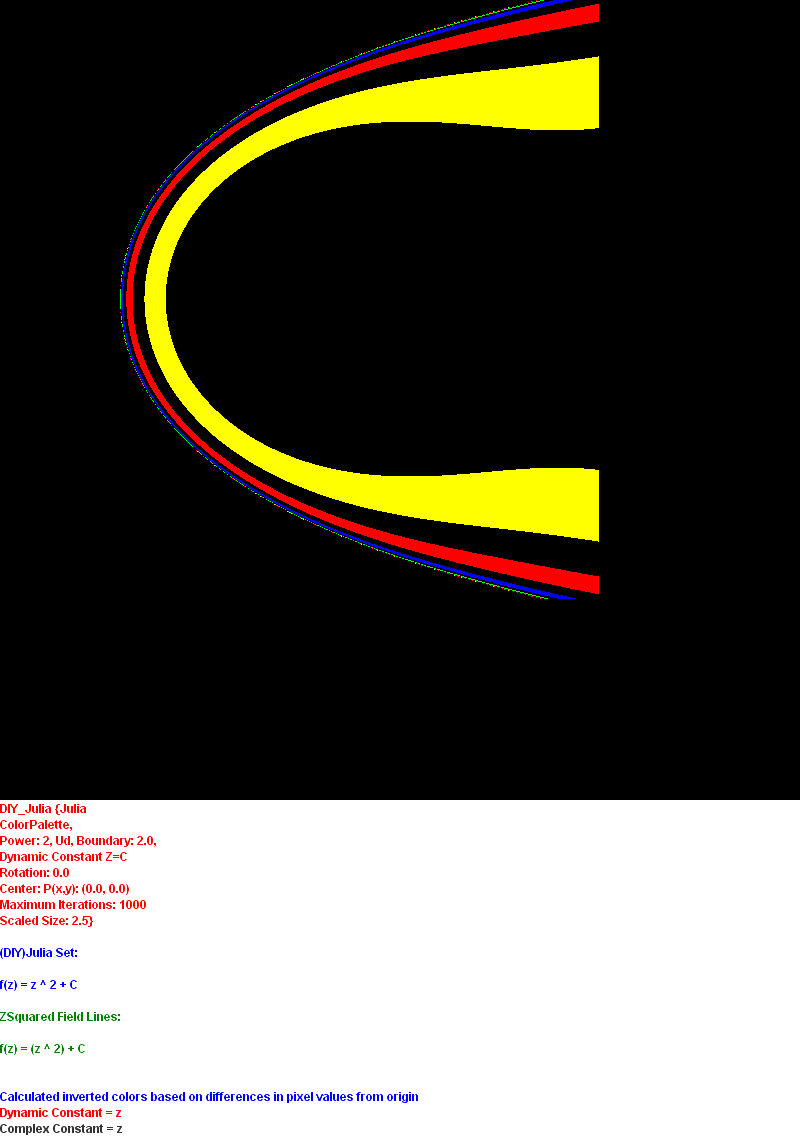 DIY_Julia {Julia
ColorPalette,
Power: 2, Ud, Boundary: 2.0,
Dynamic Constant Z=C
Rotation: 0.0
Center: P(x,y): (0.0, 0.0)
Maximum Iterations: 1000
Scaled Size: 2.5}
(DIY)Julia Set:
f(z) = z ^ 2 + C
ZSquared Field Lines:
f(z) = (z ^ 2) + C
Calculated inverted colors based on differences in pixel values from origin
Dynamic Constant = z
Complex Constant = z